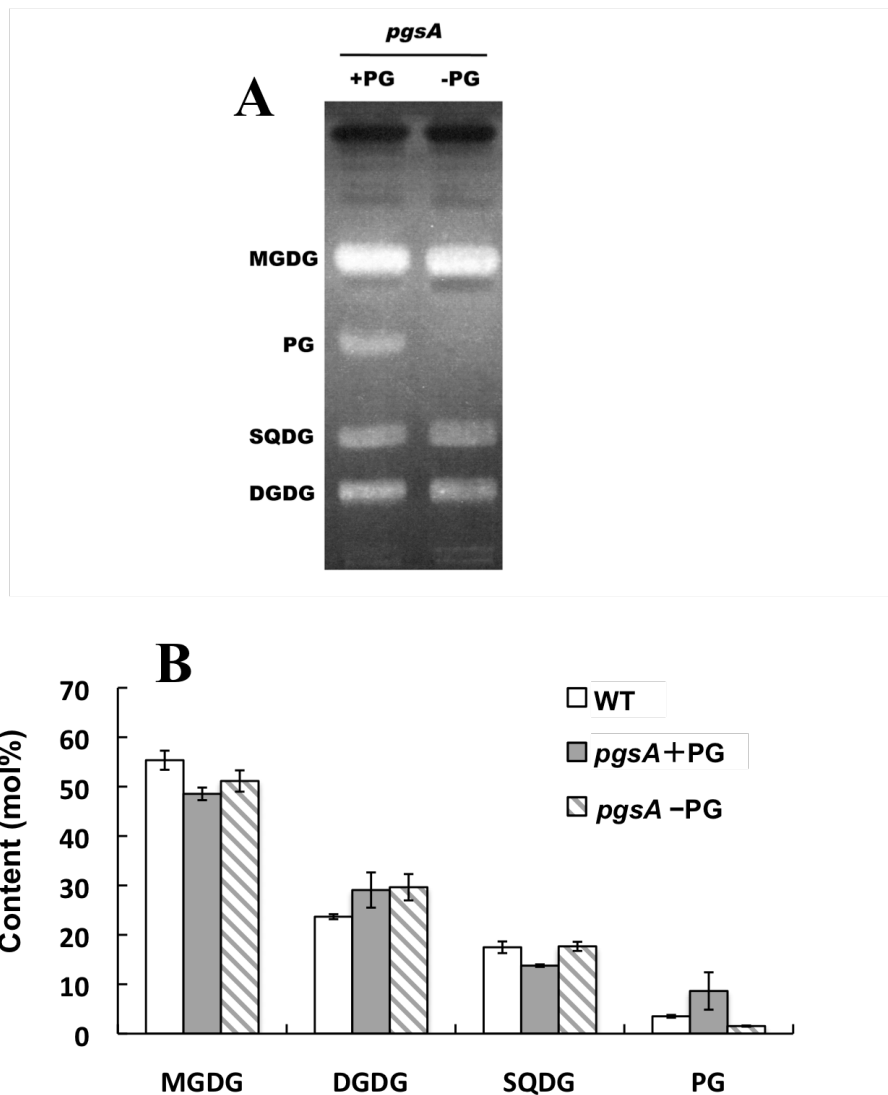 pgsA
+PG -PG
A
MGDG
PG
SQDG
DGDG
B
70
60
50
40
30
20
10
0
Content (mol%)
WT
pgsA+PG
pgsA −PG
MGDG DGDG SQDG PG